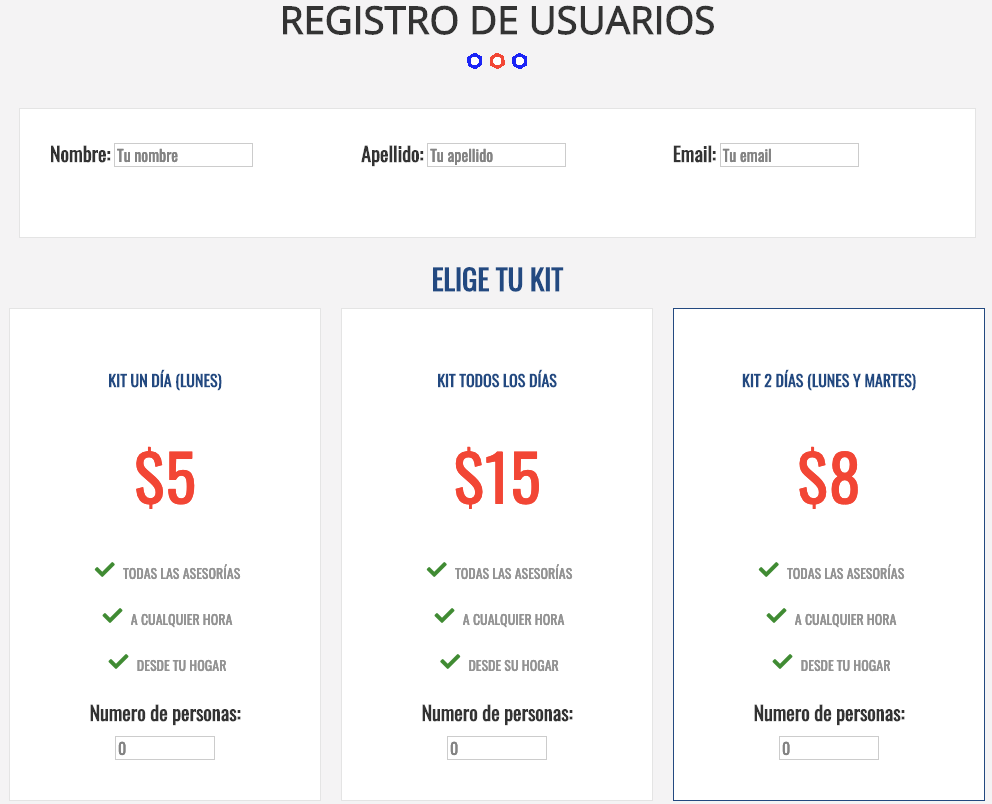 REGISTRO DE USUARIOS
Nombre: Tu nombre Apellido: Tu apellido Email: Tu email
ELIGE TU KIT
KIT UN DÍA (LUNES)
$5
TODAS LAS ASESORÍAS
A CUALQUIER HORA
DESDE TU HOGAR
Numero de personas:
0
KIT TODOS LOS DÍAS
$15
TODAS LAS ASESORÍAS
A CUALQUIER HORA
DESDE SU HOGAR
Numero de personas:
0
KIT 2 DÍAS (LUNES Y MARTES)
$8
TODAS LAS ASESORÍAS
A CUALQUIER HORA
DESDE TU HOGAR
Numero de personas:
0